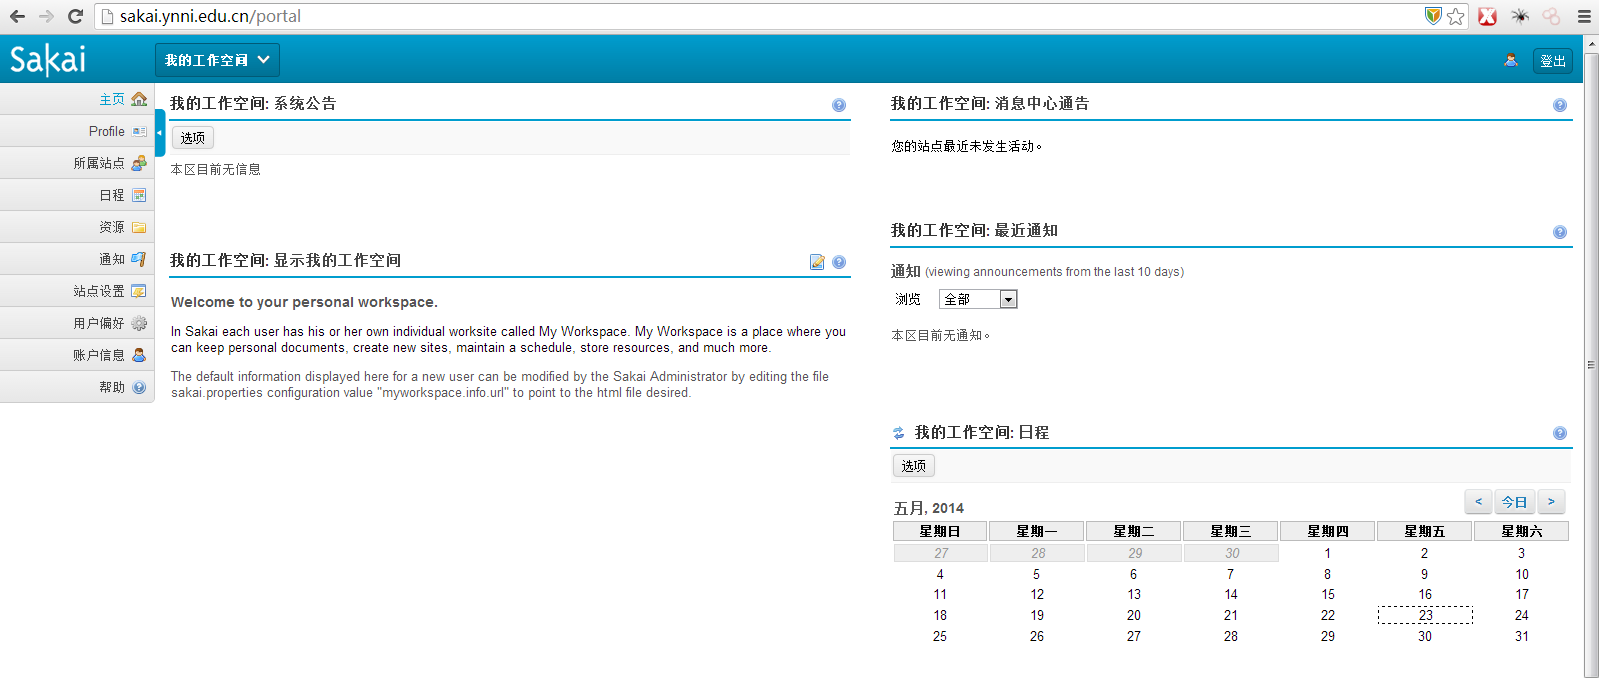 sakai.ynni.edu.cn/portal
Sakai
我的工作空间
登出
主页
Profile
所属站点
日程
资源
通知
站点设置
用户偏好
账户信息
帮助
我的工作空间: 系统公告
选项
本区目前无信息
我的工作空间: 显示我的工作空间
Welcome to your personal workspace.
In Sakai each user has his or her own individual worksite called My Workspace. My Workspace is a place where you
can keep personal documents, create new sites, maintain a schedule, store resources, and much more.
The default information displayed here for a new user can be modified by the Sakai Administrator by editing the file
sakai.properties configuration value "myworkspace.info.url" to point to the html file desired.
我的工作空间: 消息中心通告
您的站点最近未发生活动。
我的工作空间: 最近通知
通知 (viewing announcements from the last 10 days)
浏览 全部
本区目前无通知。
我的工作空间: 日程
选项
五月, 2014
< 今日 >
星期日 星期一 星期二 星期三 星期四 星期五 星期六
27 28 29 30 1 2 3
4 5 6 7 8 9 10
11 12 13 14 15 16 17
18 19 20 21 22 23 24
25 26 27 28 29 30 31